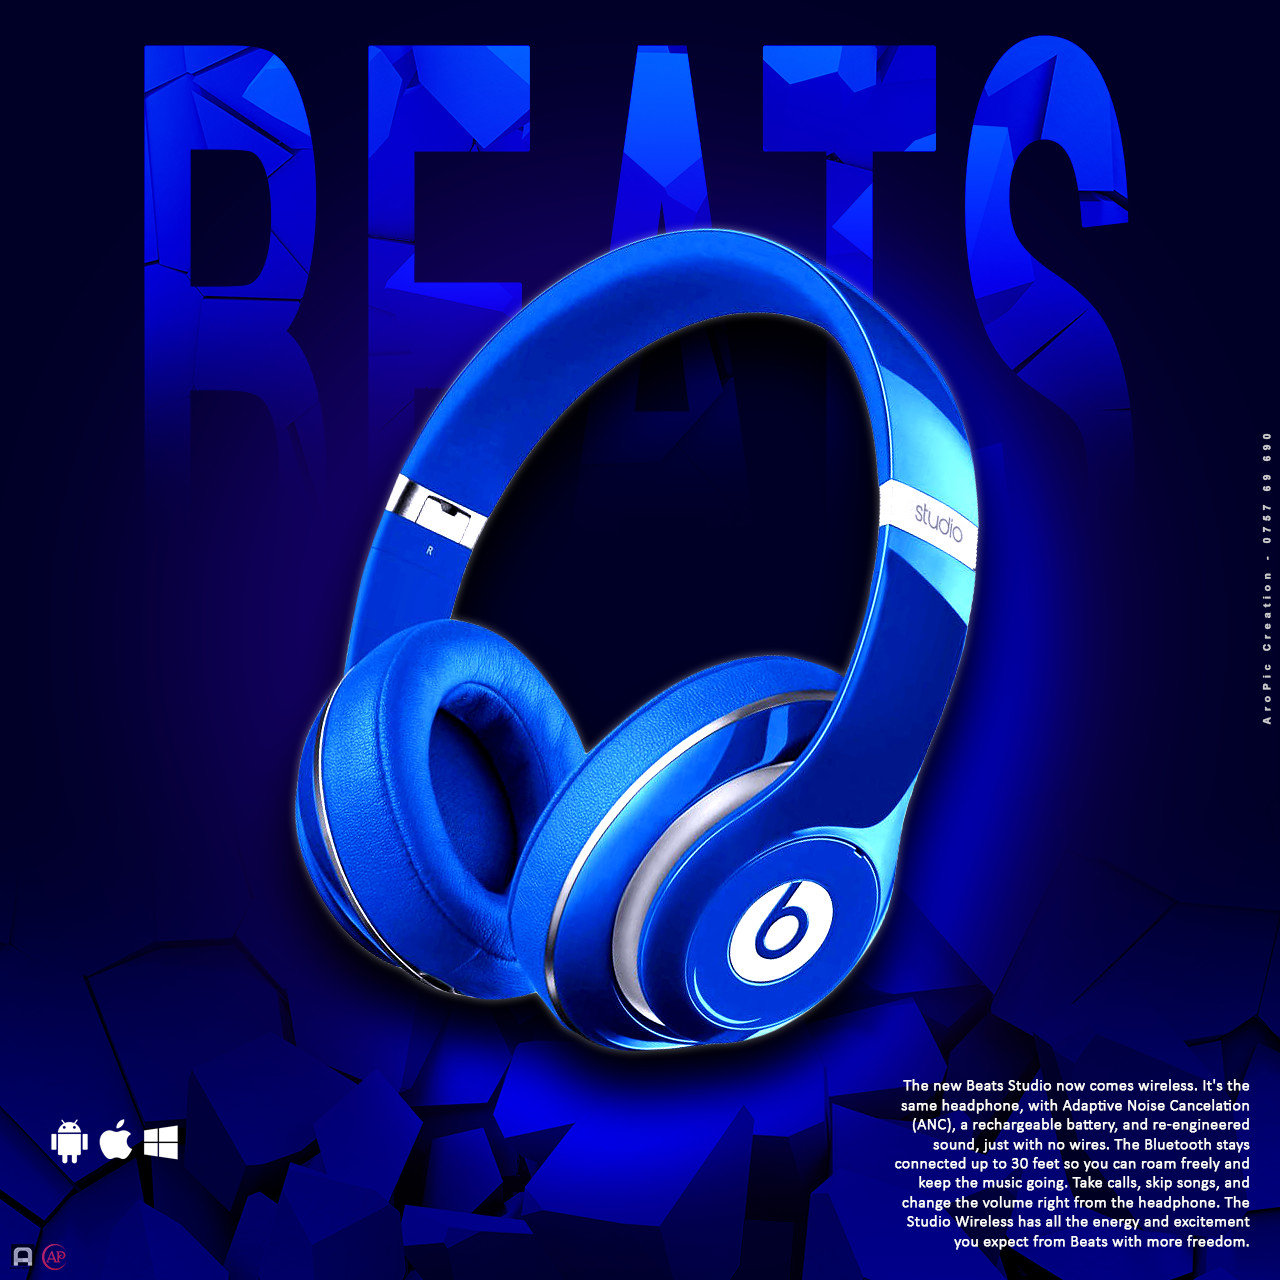 BEATS
studio
R
AroPic Creation - 0757 69 690
The new Beats Studio now comes wireless. It's the
same headphone, with Adaptive Noise Cancelation
(ANC), a rechargeable battery, and re-engineered
sound, just with no wires. The Bluetooth stays
connected up to 30 feet so you can roam freely and
keep the music going. Take calls, skip songs, and
change the volume right from the headphone. The
Studio Wireless has all the energy and excitement
you expect from Beats with more freedom.
A AP